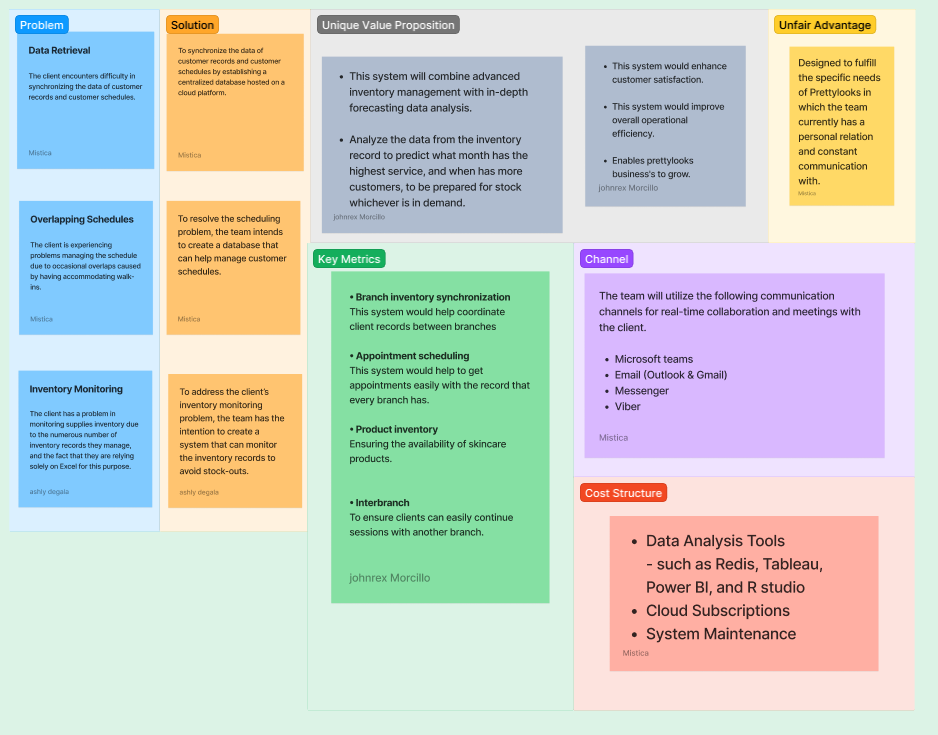 Problem
Data Retrieval
The client encounters difficulty in
synchronizing the data of customer
records and customer schedules.
Mistica
Overlapping Schedules
The client is experiencing
problems managing the schedule
due to occasional overlaps caused
by having accommodating walk-
ins.
Mistica
Inventory Monitoring
The client has a problem in
monitoring supplies inventory due
to the numerous number of
inventory records they manage,
and the fact that they are relying
solely on Excel for this purpose.
ashly degala
Solution
To synchronize the data of
customer records and customer
schedules by establishing a
centralized database hosted on a
cloud platform.
Mistica
To resolve the scheduling
problem, the team intends
to create a database that
can help manage customer
schedules.
Mistica
To address the client's
inventory monitoring
problem, the team has the
intention to create a
system that can monitor
the inventory records to
avoid stock-outs.
ashly degala
Unique Value Proposition
• This system will combine advanced
inventory management with in-depth
forecasting data analysis.
• Analyze the data from the inventory
record to predict what month has the
highest service, and when has more
customers, to be prepared for stock
whichever is in demand.
johnrex Morcillo
• This system would enhance
customer satisfaction.
• This system would improve
overall operational
efficiency.
• Enables prettylooks
business's to grow.
johnrex Morcillo
Unfair Advantage
Designed to fulfill
the specific needs
of Prettylooks in
which the team
currently has a
personal relation
and constant
communication
with.
Mistica
Key Metrics
• Branch inventory synchronization
This system would help coordinate
client records between branches
• Appointment scheduling
This system would help to get
appointments easily with the record that
every branch has.
• Product inventory
Ensuring the availability of skincare
products.
• Interbranch
To ensure clients can easily continue
sessions with another branch.
johnrex Morcillo
Channel
The team will utilize the following communication
channels for real-time collaboration and meetings with
the client.
• Microsoft teams
• Email (Outlook & Gmail)
• Messenger
• Viber
Mistica
Cost Structure
• Data Analysis Tools
- such as Redis, Tableau,
Power BI, and R studio
• Cloud Subscriptions
• System Maintenance
Mistica